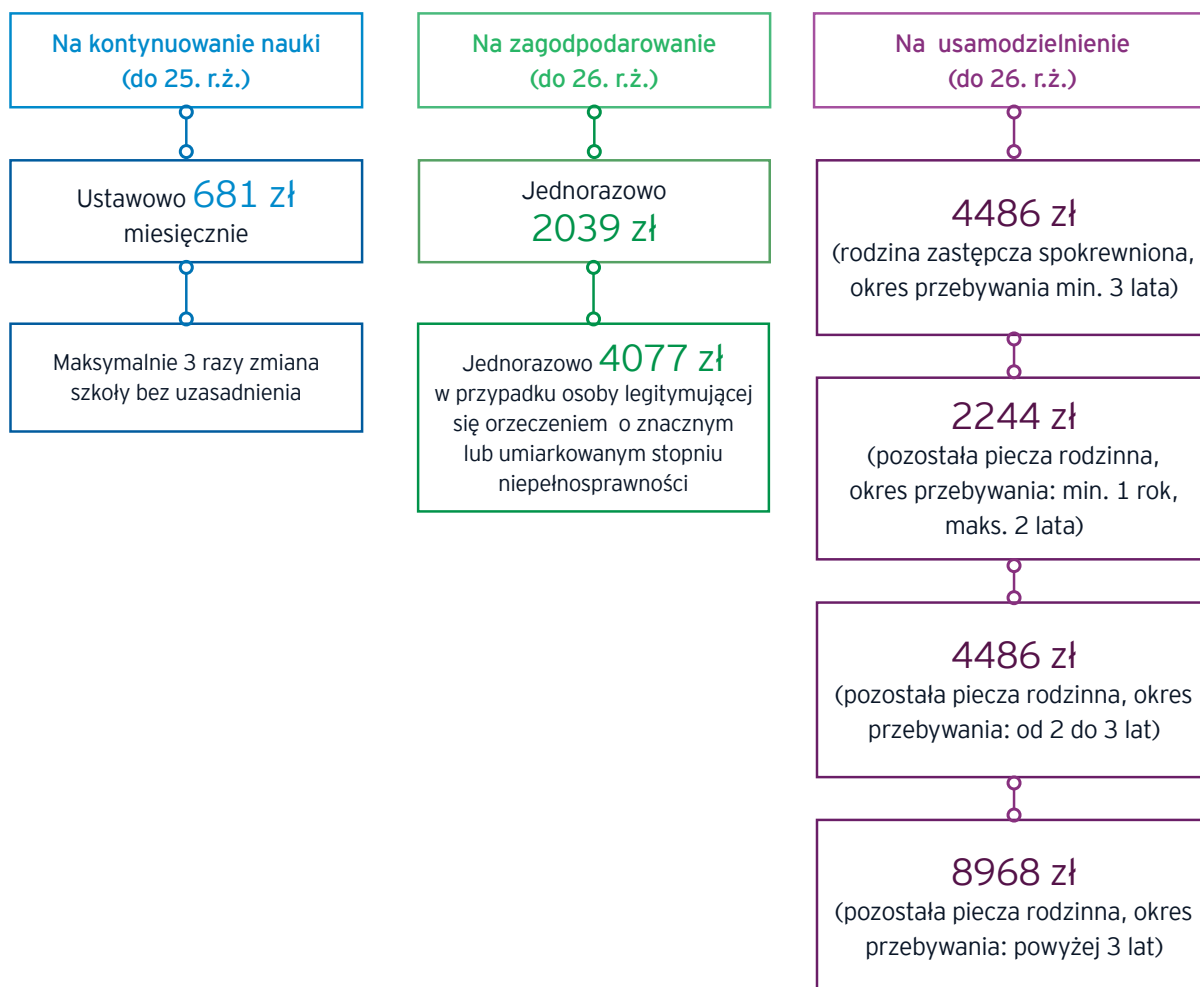 Na kontynuowanie nauki
(do 25. r.ż.)
Ustawowo 681 zł
miesięcznie
Maksymalnie 3 razy zmiana
szkoły bez uzasadnienia
Na zagodpodarowanie
(do 26. r.ż.)
Jednorazowo
2039 zł
Jednorazowo 4077 zł
w przypadku osoby legitymującej
się orzeczeniem o znacznym
lub umiarkowanym stopniu
niepełnosprawności
Na usamodzielnienie
(do 26. r.ż.)
4486 zł
(rodzina zastępcza spokrewniona,
okres przebywania min. 3 lata)
2244 zł
(pozostała piecza rodzinna,
okres przebywania: min. 1 rok,
maks. 2 lata)
4486 zł
(pozostała piecza rodzinna, okres
przebywania: od 2 do 3 lat)
8968 zł
(pozostała piecza rodzinna, okres
przebywania: powyżej 3 lat)